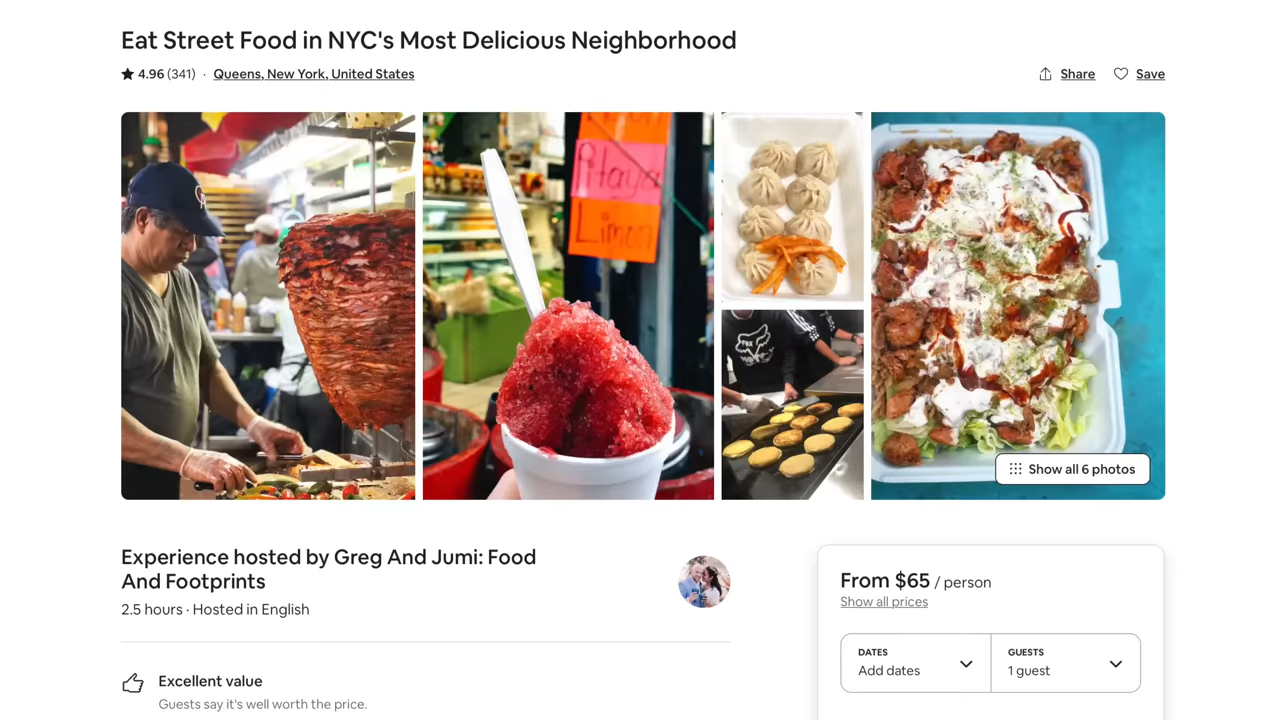 Eat Street Food in NYC's Most Delicious Neighborhood
4.96 (341) · Queens, New York, United States
Share
Save
Pitaya
Limon
FOX
Show all 6 photos
Experience hosted by Greg And Jumi: Food
And Footprints
2.5 hours · Hosted in English
Excellent value
Guests say it's well worth the price.
From $65 / person
Show all prices
DATES
Add dates
GUESTS
1 guest